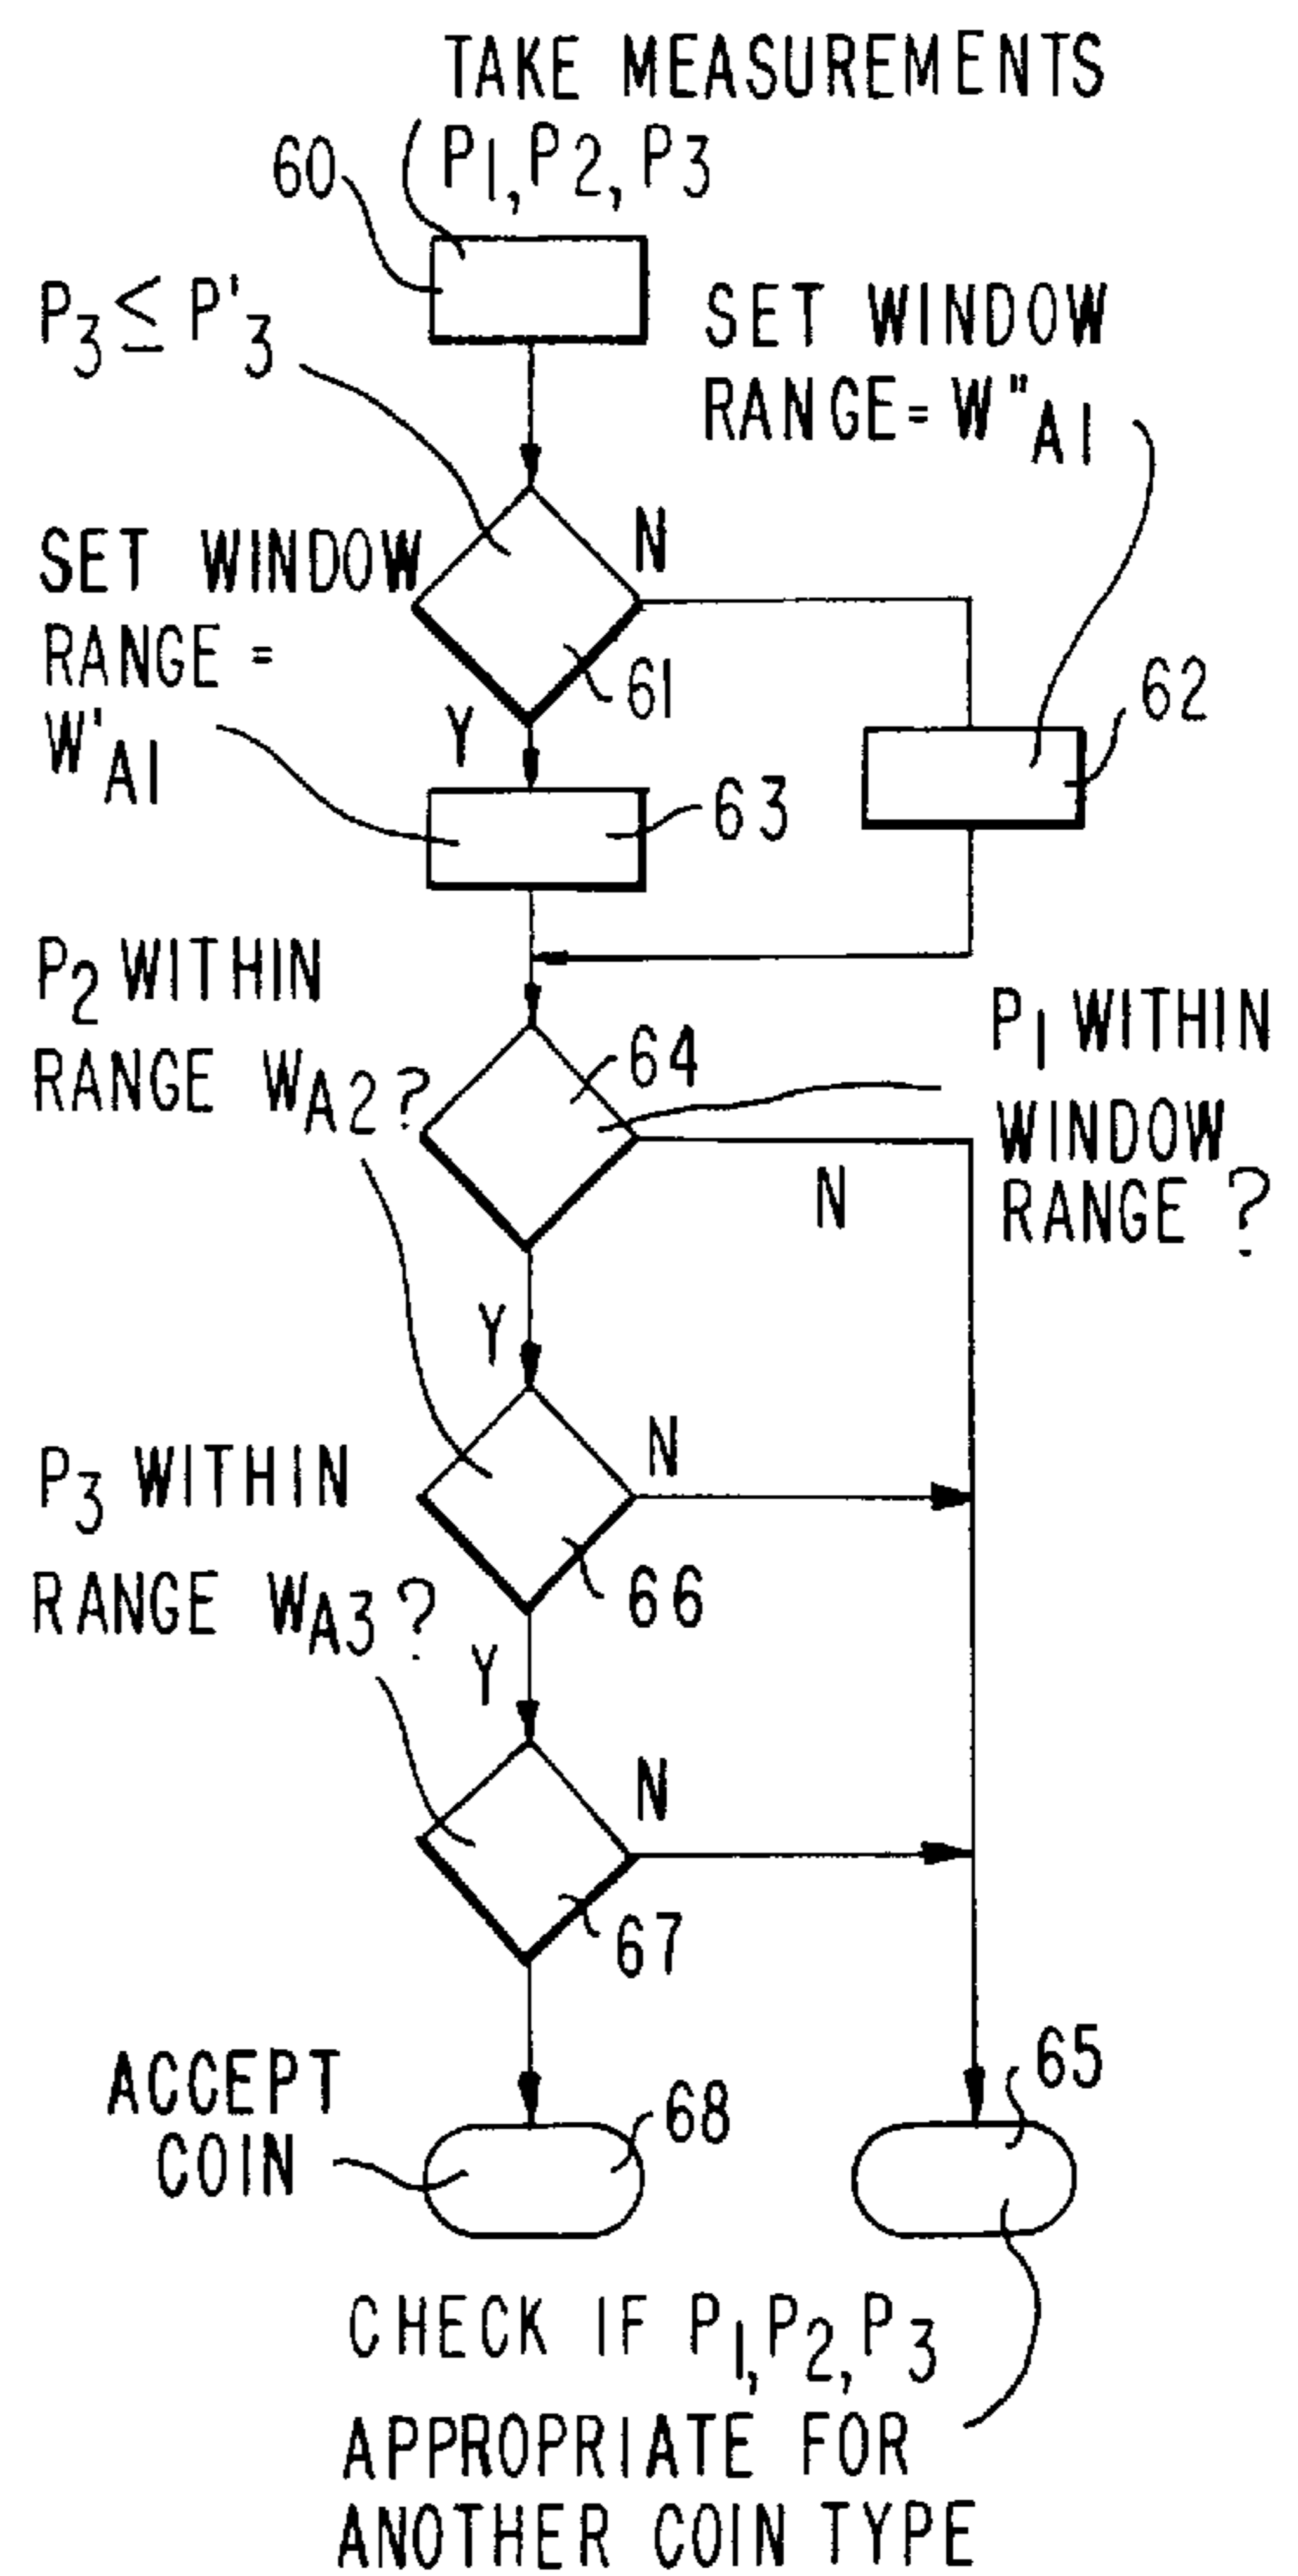 TAKE MEASUREMENTS
P1, P2, P3
60
P3 ≤ P'3
SET WINDOW
RANGE = W"A1
N
SET WINDOW
RANGE =
W'A1
61
62
Y
63
P2 WITHIN
RANGE WA2?
64
P1 WITHIN
WINDOW
RANGE ?
N
Y
N
P3 WITHIN
RANGE WA3 ?
66
Y
N
67
ACCEPT
COIN
68
65
CHECK IF P1, P2, P3
APPROPRIATE FOR
ANOTHER COIN TYPE